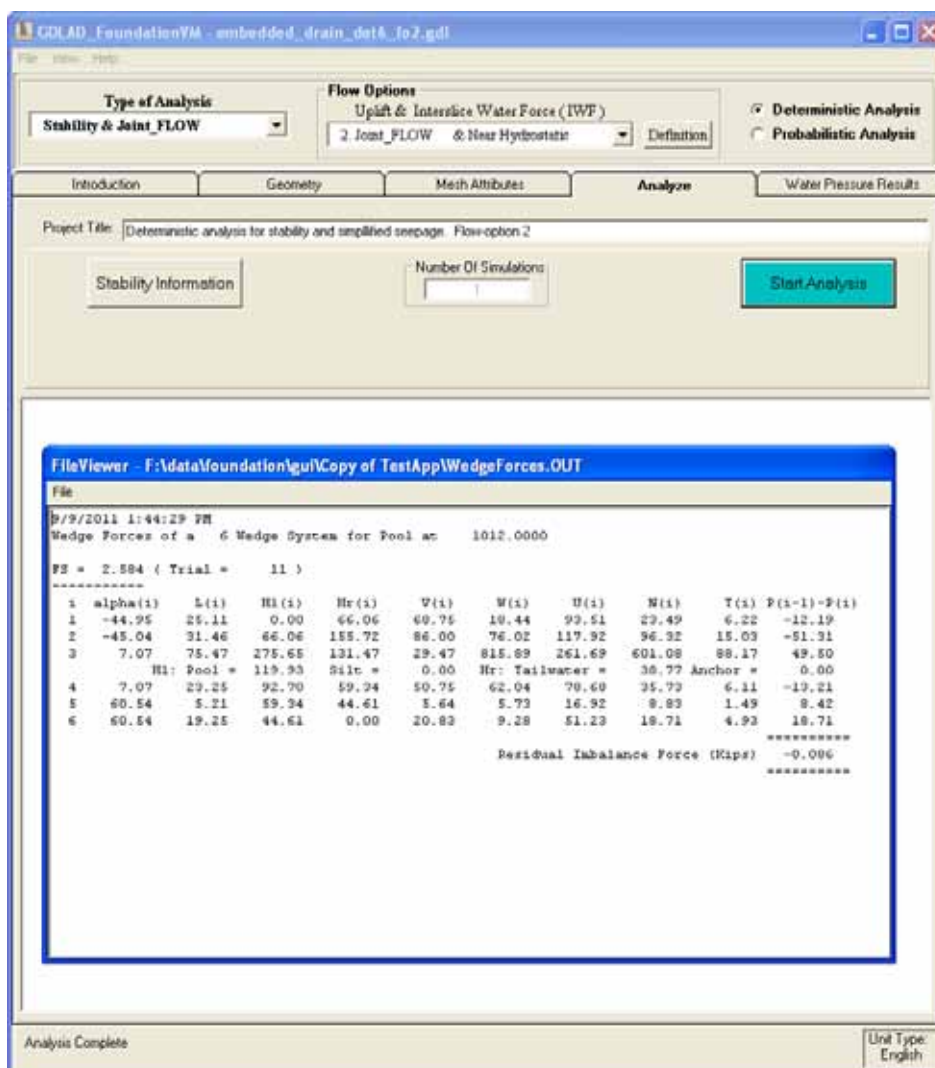 GDLAD_FoundationVM - embedded_drain_det6_fo2.gdl
File View Help
Type of Analysis
Stability & Joint_FLOW
Flow Options
Uplift & Interslice Water Force ( IWF )
2 Joint_FLOW & Near Hydrostatic
Definition
Deterministic Analysis
Probabilistic Analysis
Introduction Geometry Mesh Attributes Analyze Water Pressure Results
Project Title: Deterministic analysis for stability and simplified seepage. Flow-option 2
Stability Information
Number Of Simulations
1
Start Analysis
FileViewer - F:\data\foundation\gui\Copy of TestApp\WedgeForces.OUT
File
9/9/2011 1:44:29 PM
Wedge Forces of a 6 Wedge System for Pool at 1012.0000
FS = 2.584 ( Trial = 11 )
-----------
i alpha(i) L(i) Hl(i) Hr(i) V(i) W(i) U(i) N(i) T(i) P(i-1)-P(i)
1 -44.95 25.11 0.00 66.06 68.75 18.44 93.51 23.49 6.22 -12.19
2 -45.04 31.46 66.06 155.72 86.00 76.02 117.92 96.32 15.03 -51.31
3 7.07 75.47 275.65 131.47 29.47 815.89 261.69 601.08 88.17 49.50
Hl: Pool = 119.93 Silt = 0.00 Hr: Tailwater = 38.77 Anchor = 0.00
4 7.07 23.25 92.70 59.34 50.75 62.04 78.60 35.73 6.11 -13.21
5 60.54 5.21 59.34 44.61 5.64 5.73 16.92 8.83 1.49 8.42
6 60.54 19.25 44.61 0.00 20.83 9.28 51.23 18.71 4.93 18.71
==========
Residual Imbalance Force (Kips) -0.086
==========
Analysis Complete
Unit Type:
English